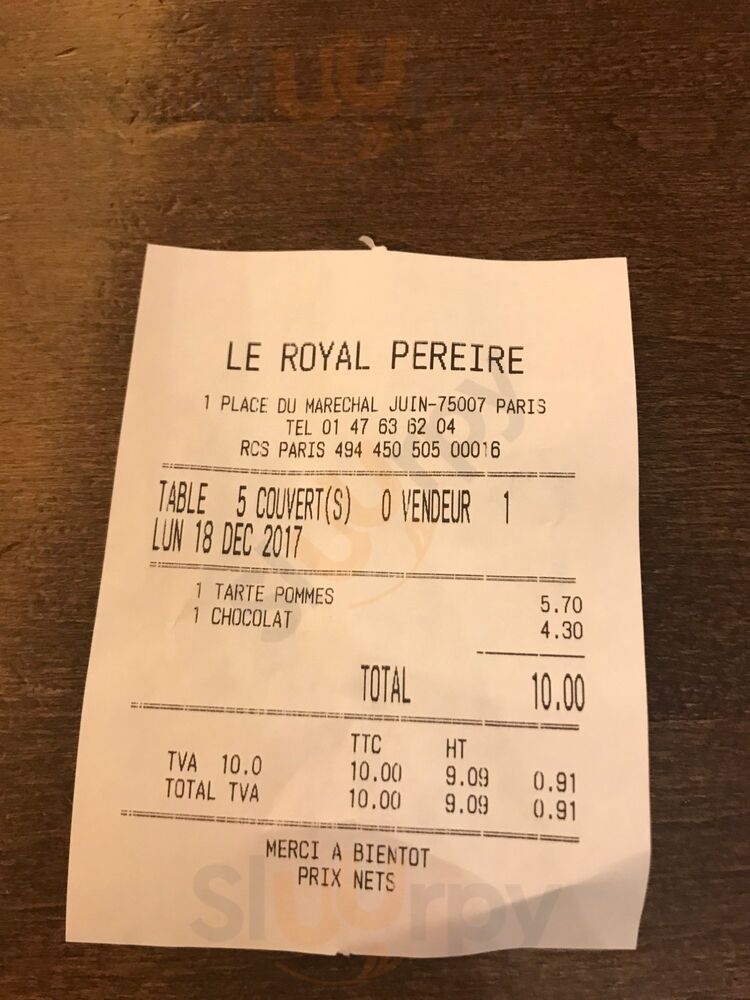 LE ROYAL PEREIRE
1 PLACE DU MARECHAL JUIN-75007 PARIS
TEL 01 47 63 62 04
RCS PARIS 494 450 505 00016
TABLE 5 COUVERT(S) 0 VENDEUR 1
LUN 18 DEC 2017
1 TARTE POMMES 5.70
1 CHOCOLAT 4.30
TOTAL 10.00
TTC HT
TVA 10.0 10.00 9.09 0.91
TOTAL TVA 10.00 9.09 0.91
MERCI A BIENTOT
PRIX NETS
Sluurpy